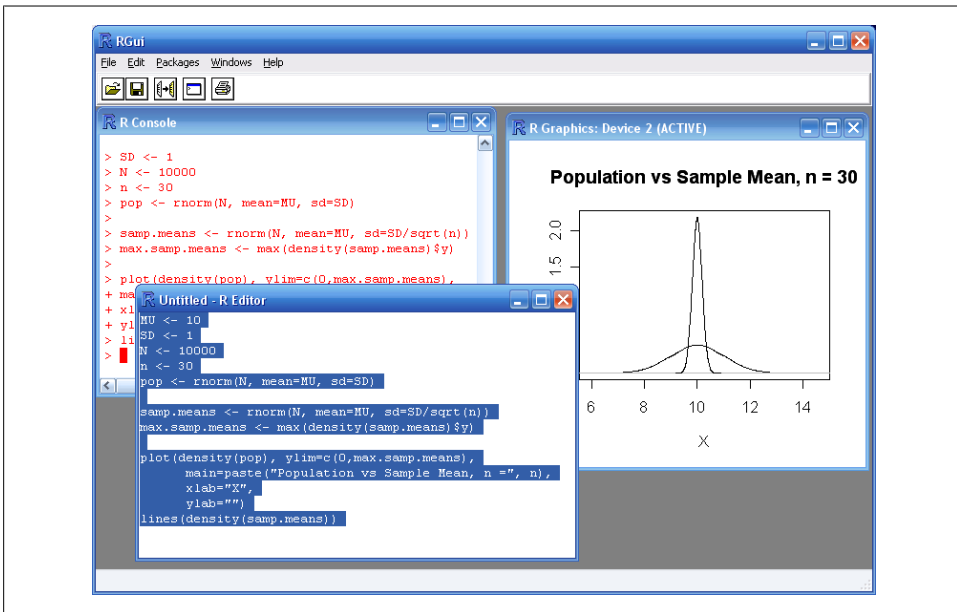 RGui
File Edit Packages Windows Help
R Console
> SD <- 1
> N <- 10000
> n <- 30
> pop <- rnorm(N, mean=MU, sd=SD)
>
> samp.means <- rnorm(N, mean=MU, sd=SD/sqrt(n))
> max.samp.means <- max(density(samp.means)$y)
>
> plot(density(pop), ylim=c(0,max.samp.means),
+ ma
+ xl
+ yl
> li
>
Untitled - R Editor
MU <- 10
SD <- 1
N <- 10000
n <- 30
pop <- rnorm(N, mean=MU, sd=SD)
samp.means <- rnorm(N, mean=MU, sd=SD/sqrt(n))
max.samp.means <- max(density(samp.means)$y)
plot(density(pop), ylim=c(0,max.samp.means),
main=paste("Population vs Sample Mean, n =", n),
xlab="X",
ylab="")
lines(density(samp.means))
R Graphics: Device 2 (ACTIVE)
Population vs Sample Mean, n = 30
2.0
1.5
6 8 10 12 14
X